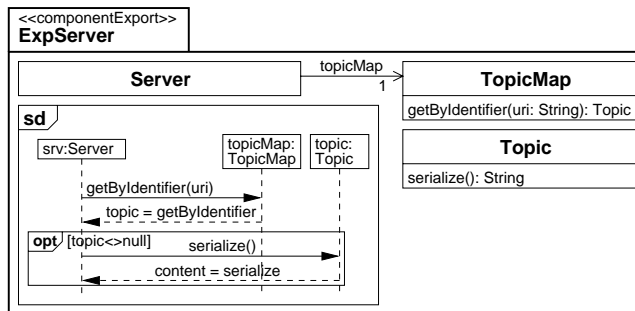 <<componentExport>>
ExpServer
Server
topicMap
1
TopicMap
getByIdentifier(uri: String): Topic
Topic
serialize(): String
sd
srv:Server
topicMap:
TopicMap
topic:
Topic
getByIdentifier(uri)
topic = getByIdentifier
opt [topic<>null]
serialize()
content = serialize